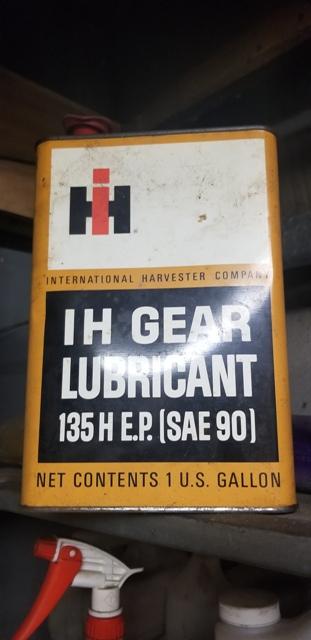 IH
INTERNATIONAL HARVESTER COMPANY
IH GEAR
LUBRICANT
135 H E.P. (SAE 90)
NET CONTENTS 1 U.S. GALLON